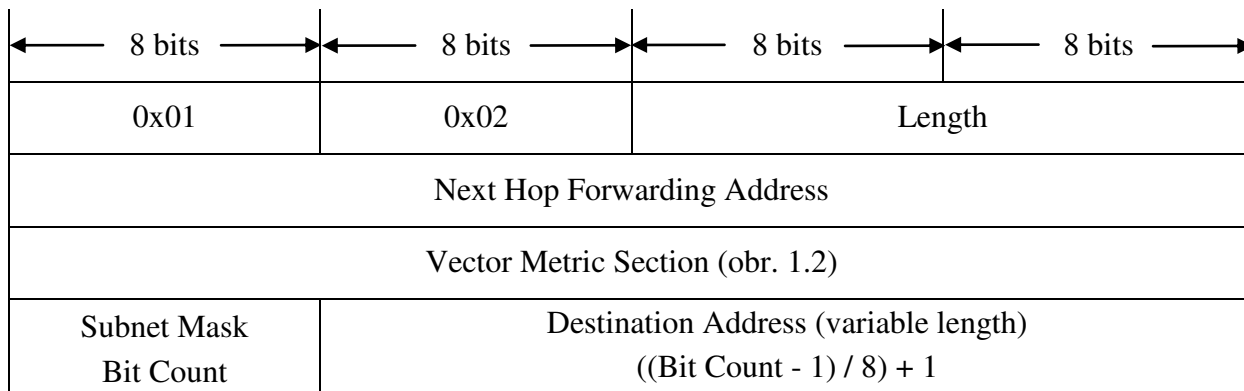 8 bits 8 bits 8 bits 8 bits
0x01 0x02 Length
Next Hop Forwarding Address
Vector Metric Section (obr. 1.2)
Subnet Mask
Bit Count
Destination Address (variable length)
((Bit Count - 1) / 8) + 1